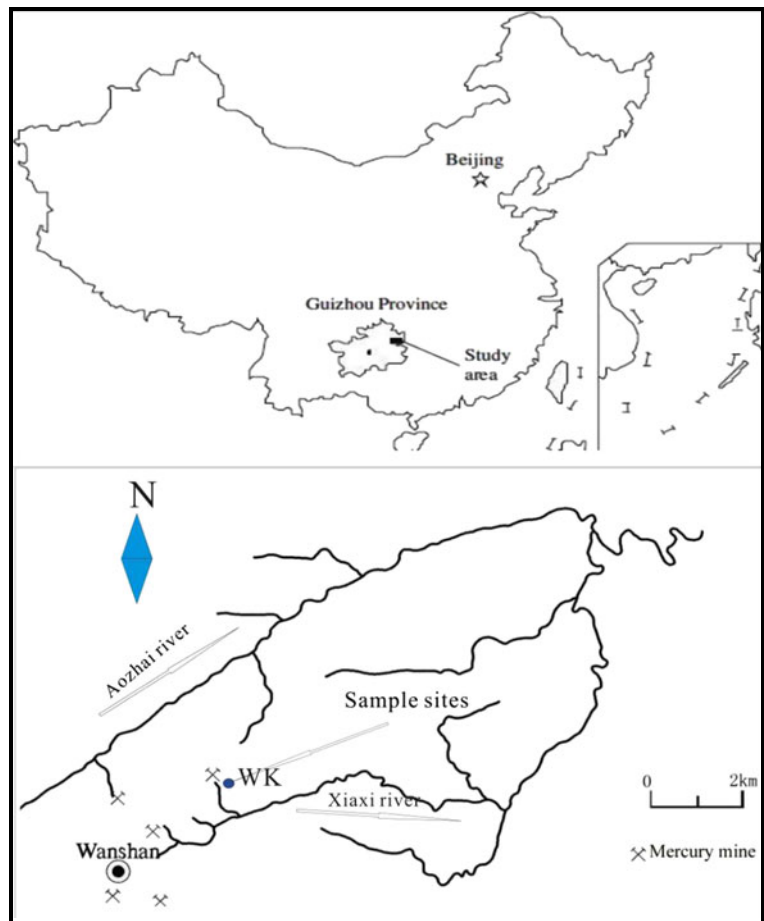 Beijing
Guizhou Province
Study
area
N
Aozhai river
Sample sites
WK
Xiaxi river
0 2km
Wanshan
Mercury mine